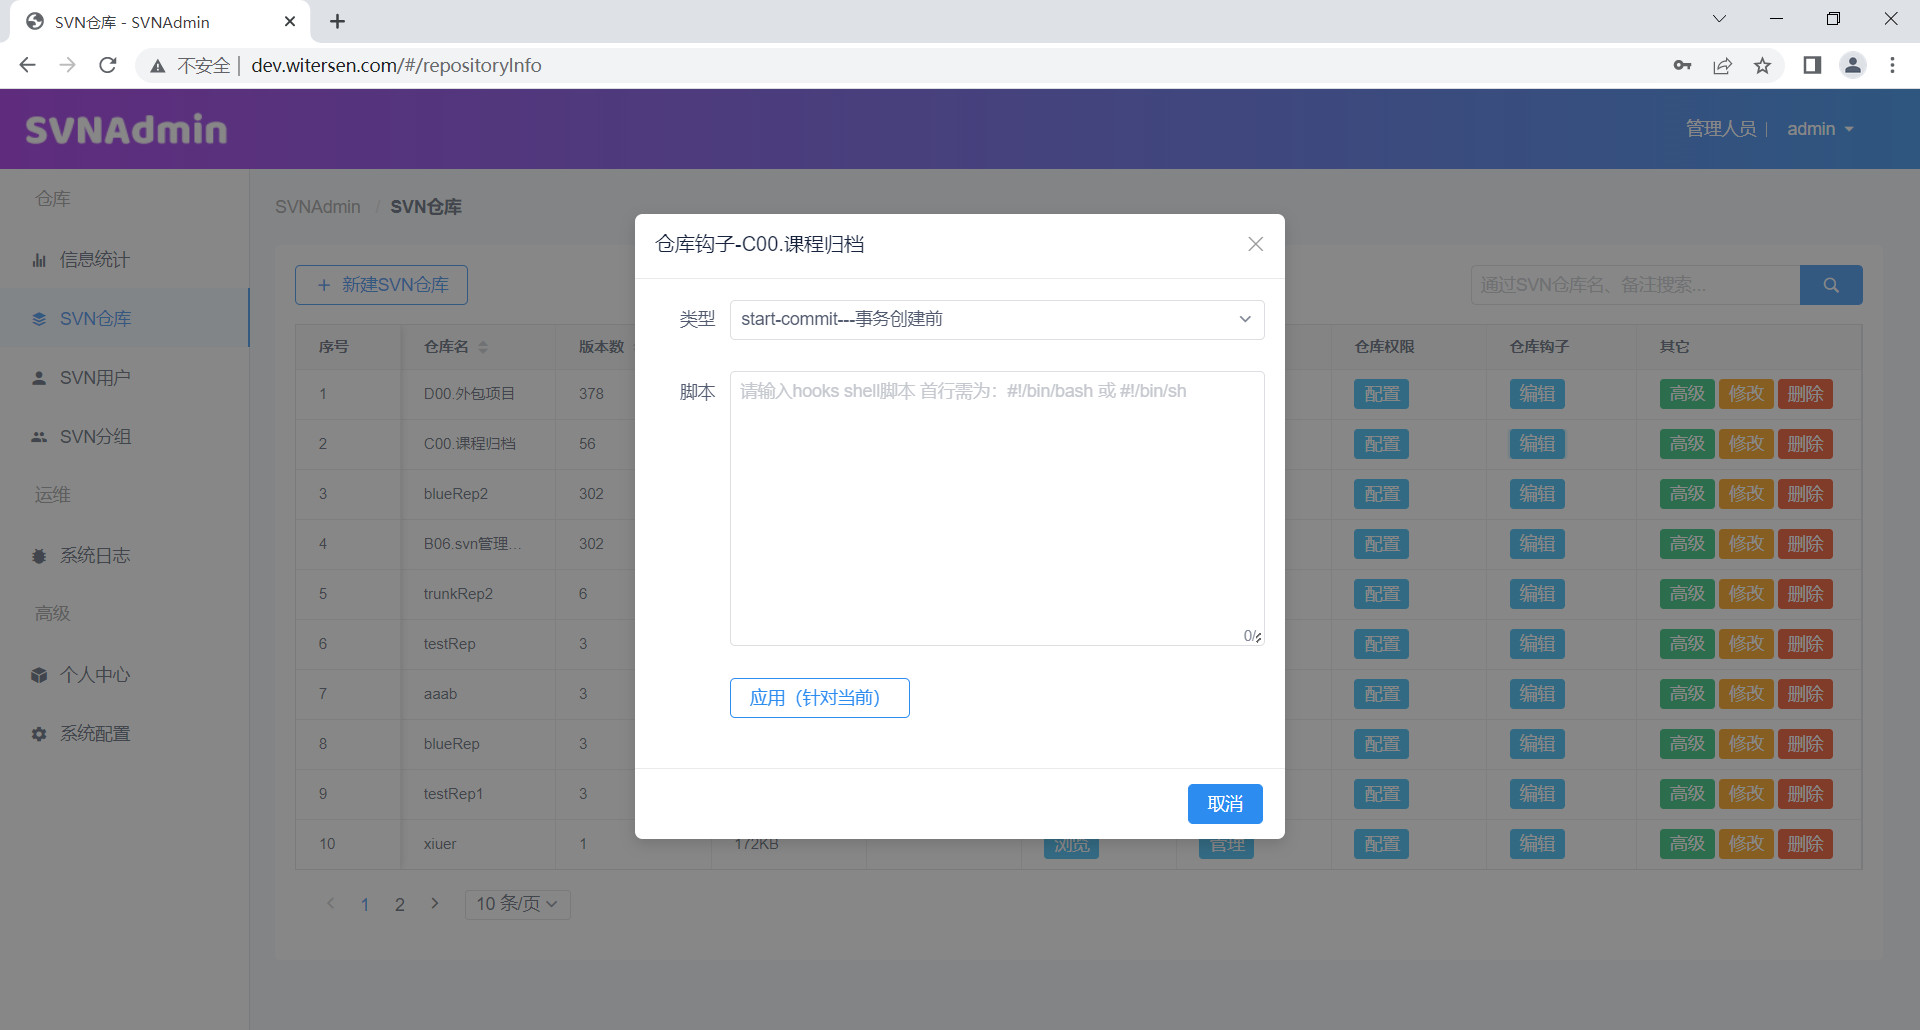 SVN仓库 - SVNAdmin
不安全 | dev.witersen.com/#/repositoryInfo
SVNAdmin
管理人员 | admin
仓库
信息统计
SVN仓库
SVN用户
SVN分组
运维
系统日志
高级
个人中心
系统配置
SVNAdmin / SVN仓库
+ 新建SVN仓库
通过SVN仓库名、备注搜索...
序号 仓库名 版本数 仓库权限 仓库钩子 其它
1 D00.外包项目 378 配置 编辑 高级 修改 删除
2 C00.课程归档 56 配置 编辑 高级 修改 删除
3 blueRep2 302 配置 编辑 高级 修改 删除
4 B06.svn管理... 302 配置 编辑 高级 修改 删除
5 trunkRep2 6 配置 编辑 高级 修改 删除
6 testRep 3 配置 编辑 高级 修改 删除
7 aaab 3 配置 编辑 高级 修改 删除
8 blueRep 3 配置 编辑 高级 修改 删除
9 testRep1 3 配置 编辑 高级 修改 删除
10 xiuer 1 172KB 浏览 管理 配置 编辑 高级 修改 删除
1 2 10 条/页
仓库钩子-C00.课程归档
类型 start-commit---事务创建前
脚本 请输入hooks shell脚本 首行需为：#!/bin/bash 或 #!/bin/sh
0/
应用（针对当前）
取消